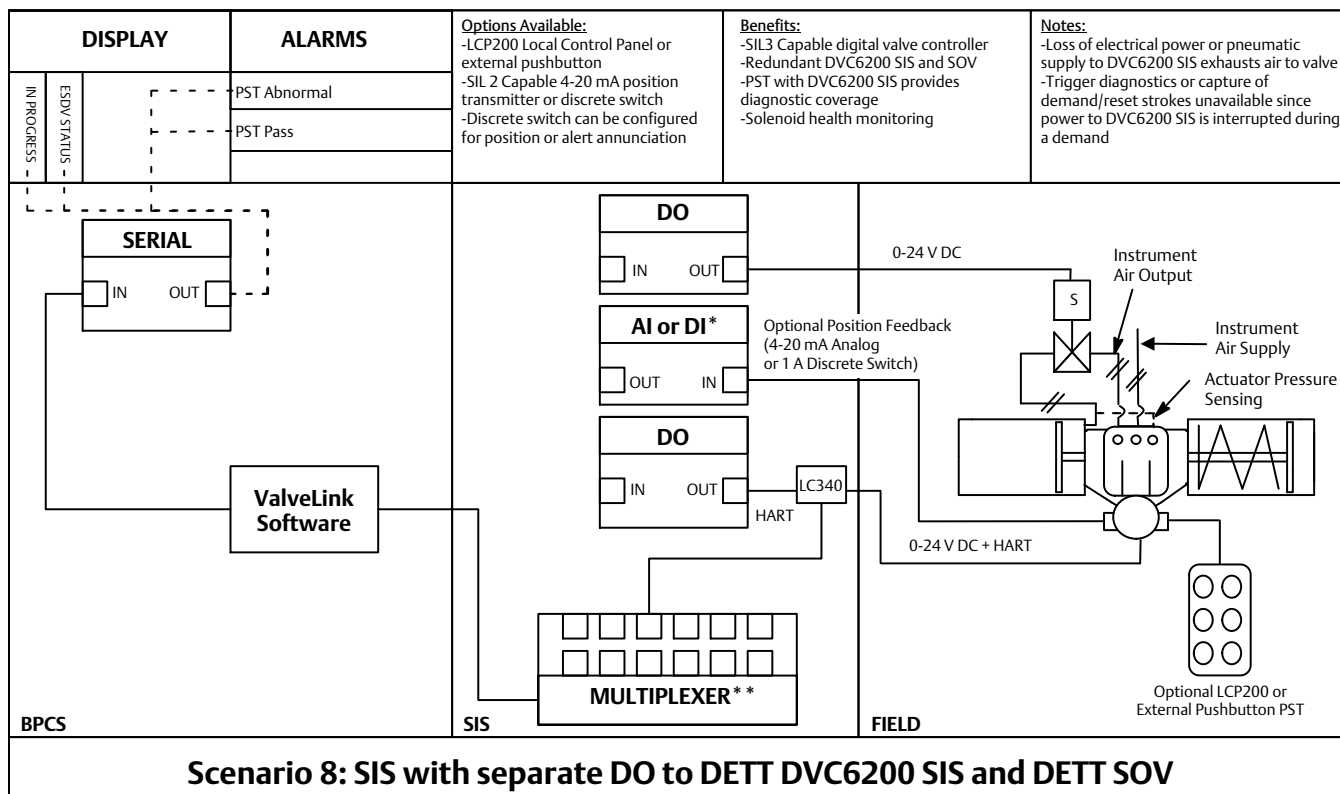 DISPLAY
ALARMS
IN PROGRESS
ESDV STATUS
PST Abnormal
PST Pass
Options Available:
-LCP200 Local Control Panel or
external pushbutton
-SIL 2 Capable 4-20 mA position
transmitter or discrete switch
-Discrete switch can be configured
for position or alert annunciation
Benefits:
-SIL3 Capable digital valve controller
-Redundant DVC6200 SIS and SOV
-PST with DVC6200 SIS provides
diagnostic coverage
-Solenoid health monitoring
Notes:
-Loss of electrical power or pneumatic
supply to DVC6200 SIS exhausts air to valve
-Trigger diagnostics or capture of
demand/reset strokes unavailable since
power to DVC6200 SIS is interrupted during
a demand
SERIAL
IN OUT
ValveLink
Software
BPCS
DO
IN OUT
AI or DI*
OUT IN
DO
IN OUT
HART
LC340
MULTIPLEXER**
SIS
0-24 V DC
Optional Position Feedback
(4-20 mA Analog
or 1 A Discrete Switch)
0-24 V DC + HART
S
Instrument
Air Output
Instrument
Air Supply
Actuator Pressure
Sensing
Optional LCP200 or
External Pushbutton PST
FIELD
Scenario 8: SIS with separate DO to DETT DVC6200 SIS and DETT SOV